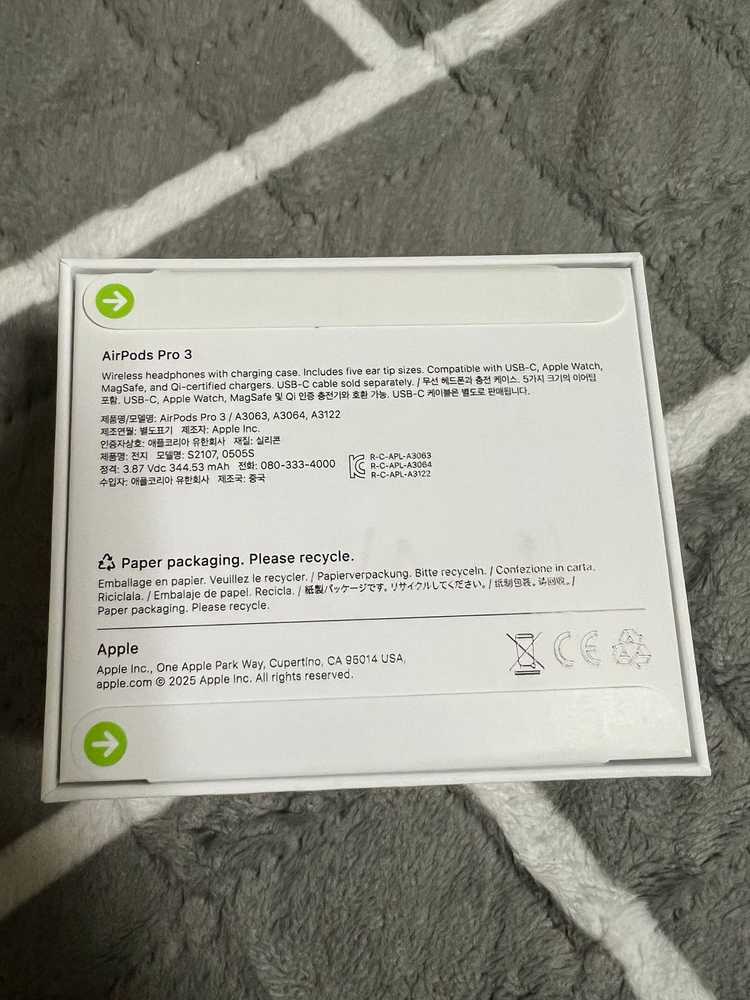 AirPods Pro 3
Wireless headphones with charging case. Includes five ear tip sizes. Compatible with USB-C, Apple Watch,
MagSafe, and Qi-certified chargers. USB-C cable sold separately. / 무선 헤드폰과 충전 케이스. 5가지 크기의 이어팁
포함. USB-C, Apple Watch, MagSafe 및 Qi 인증 충전기와 호환 가능. USB-C 케이블은 별도로 판매됩니다.
제품명/모델명: AirPods Pro 3 / A3063, A3064, A3122
제조연월: 별도표기 제조자: Apple Inc.
인증자상호: 애플코리아 유한회사 재질: 실리콘
제품명: 전지 모델명: S2107, 0505S
정격: 3.87 Vdc 344.53 mAh 전화: 080-333-4000
수입자: 애플코리아 유한회사 제조국: 중국
R-C-APL-A3063
R-C-APL-A3064
R-C-APL-A3122
Paper packaging. Please recycle.
Emballage en papier. Veuillez le recycler. / Papierverpackung. Bitte recyceln. / Confezione in carta.
Riciclala. / Embalaje de papel. Recicla. / 紙製パッケージです。リサイクルしてください。/ 纸制包装。请回收。/
Paper packaging. Please recycle.
Apple
Apple Inc., One Apple Park Way, Cupertino, CA 95014 USA,
apple.com © 2025 Apple Inc. All rights reserved.
CE